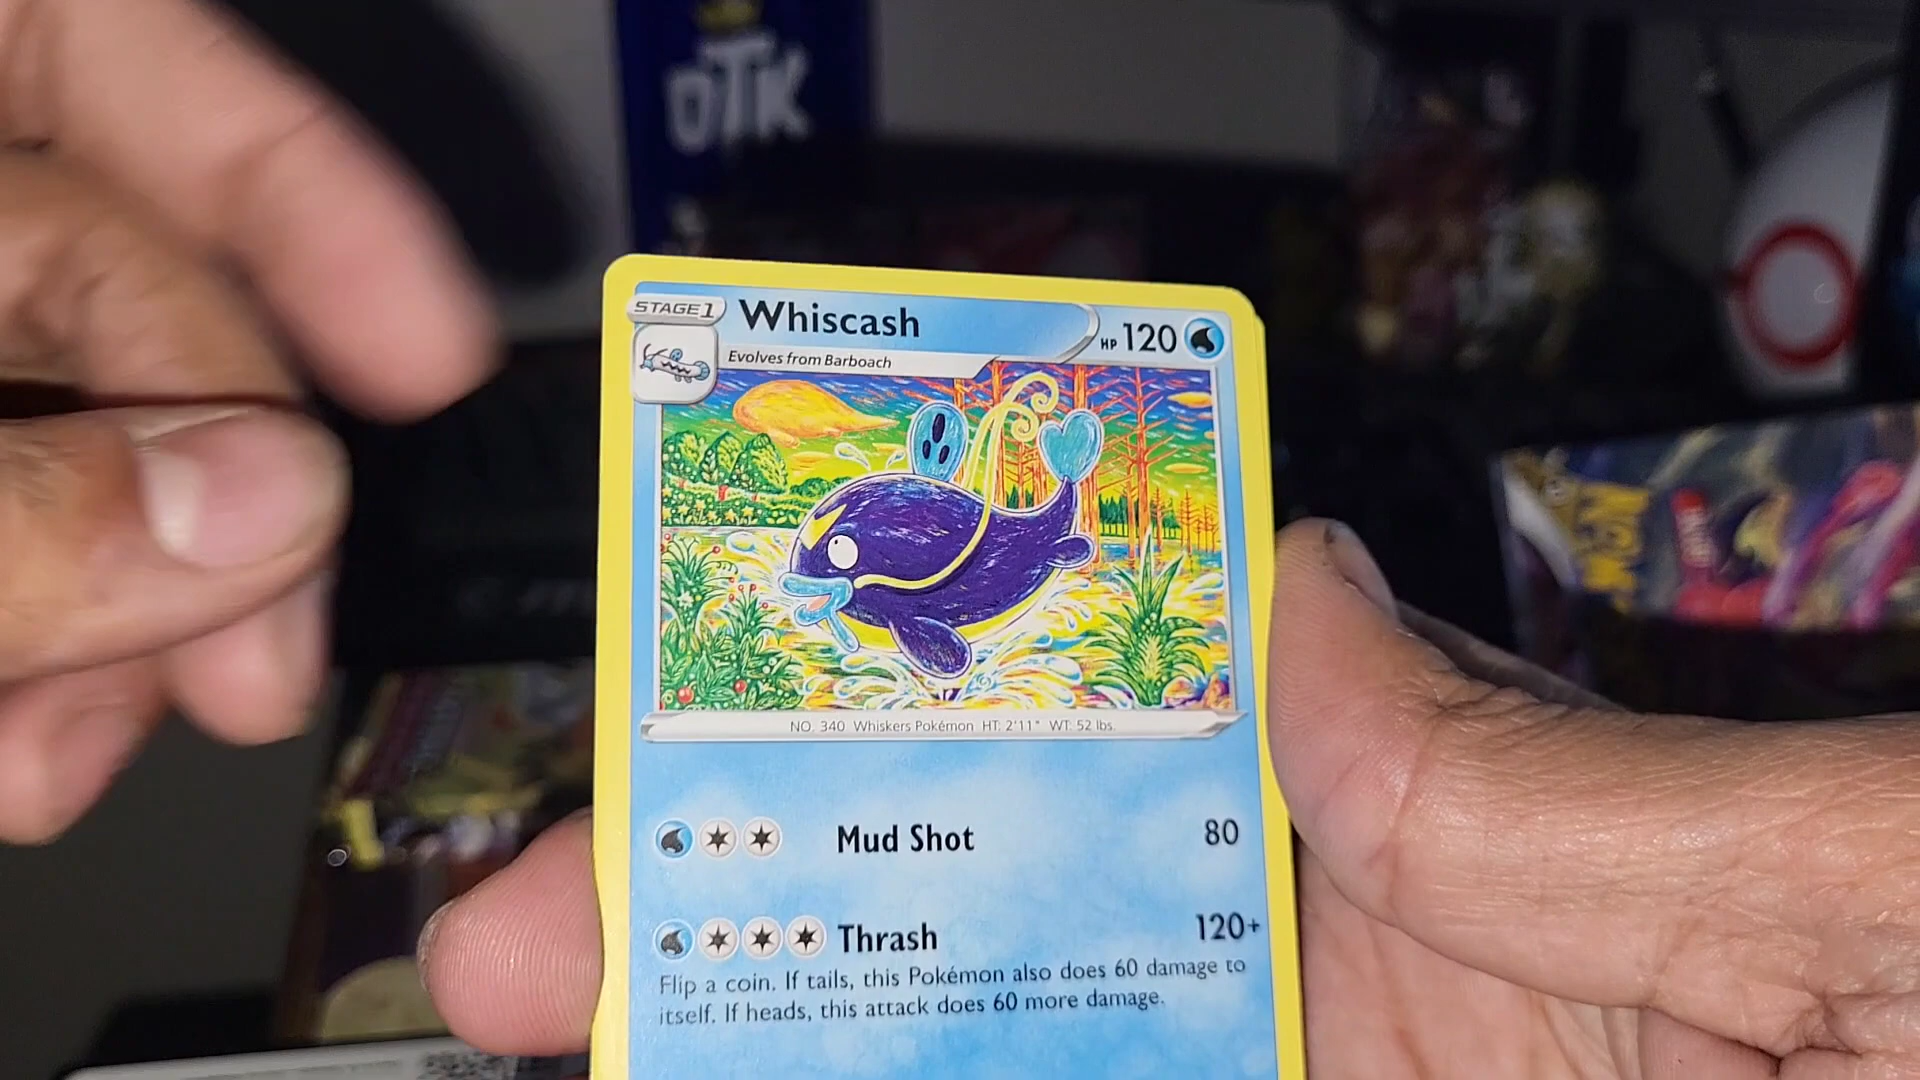 OTK
STAGE 1
Whiscash
HP 120
Evolves from Barboach
NO. 340 Whiskers Pokémon HT: 2'11" WT: 52 lbs.
Mud Shot 80
Thrash 120+
Flip a coin. If tails, this Pokémon also does 60 damage to
itself. If heads, this attack does 60 more damage.